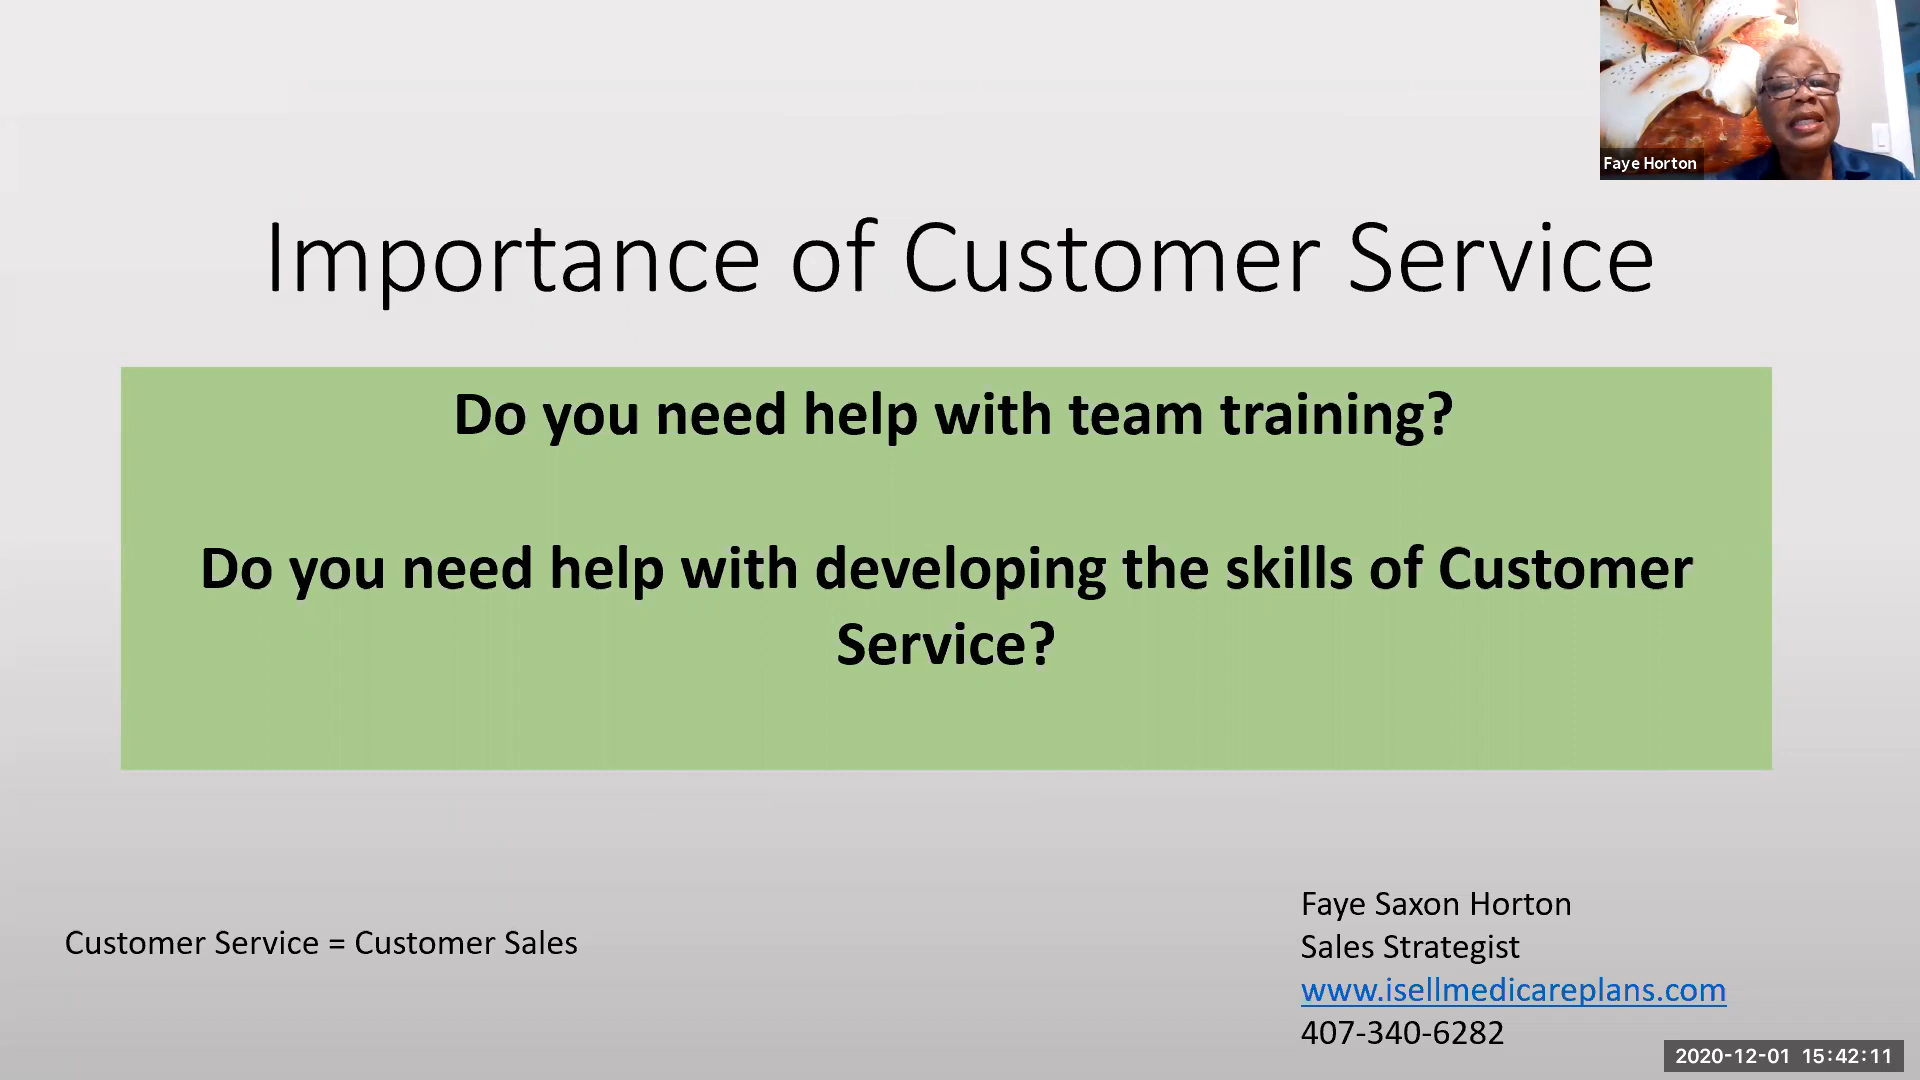 Faye Horton
Importance of Customer Service
Do you need help with team training?
Do you need help with developing the skills of Customer
Service?
Customer Service = Customer Sales
Faye Saxon Horton
Sales Strategist
www.isellmedicareplans.com
407-340-6282
2020-12-01 15:42:11